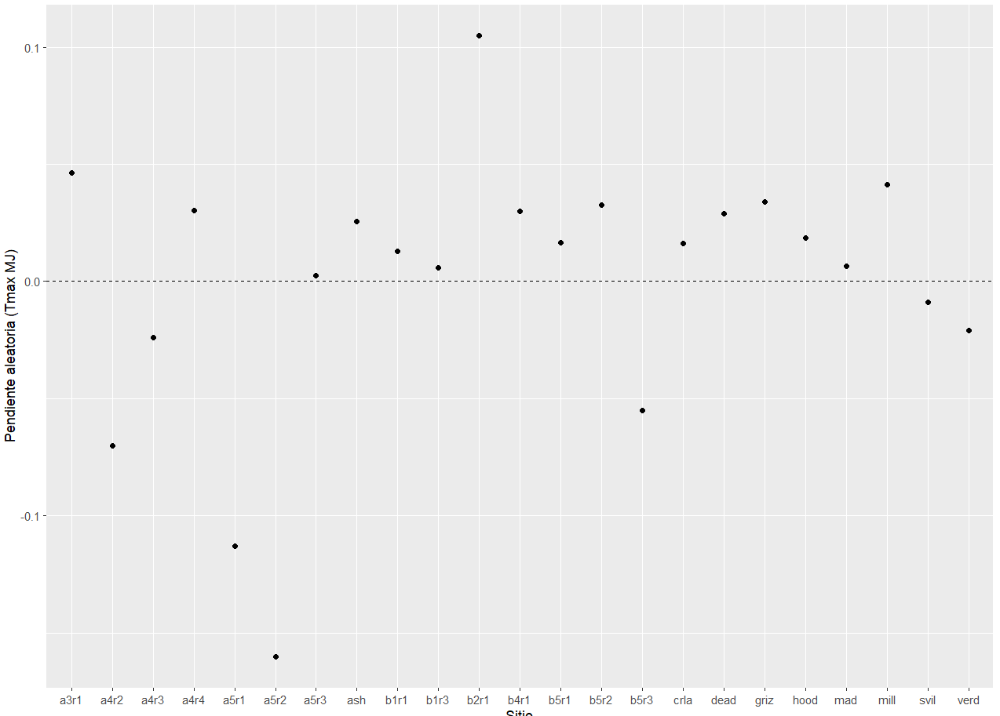 0.1
0.0
-0.1
Pendiente aleatoria (Tmax MJ)
a3r1 a4r2 a4r3 a4r4 a5r1 a5r2 a5r3 ash b1r1 b1r3 b2r1 b4r1 b5r1 b5r2 b5r3 crla dead griz hood mad mill svil verd
Sitio